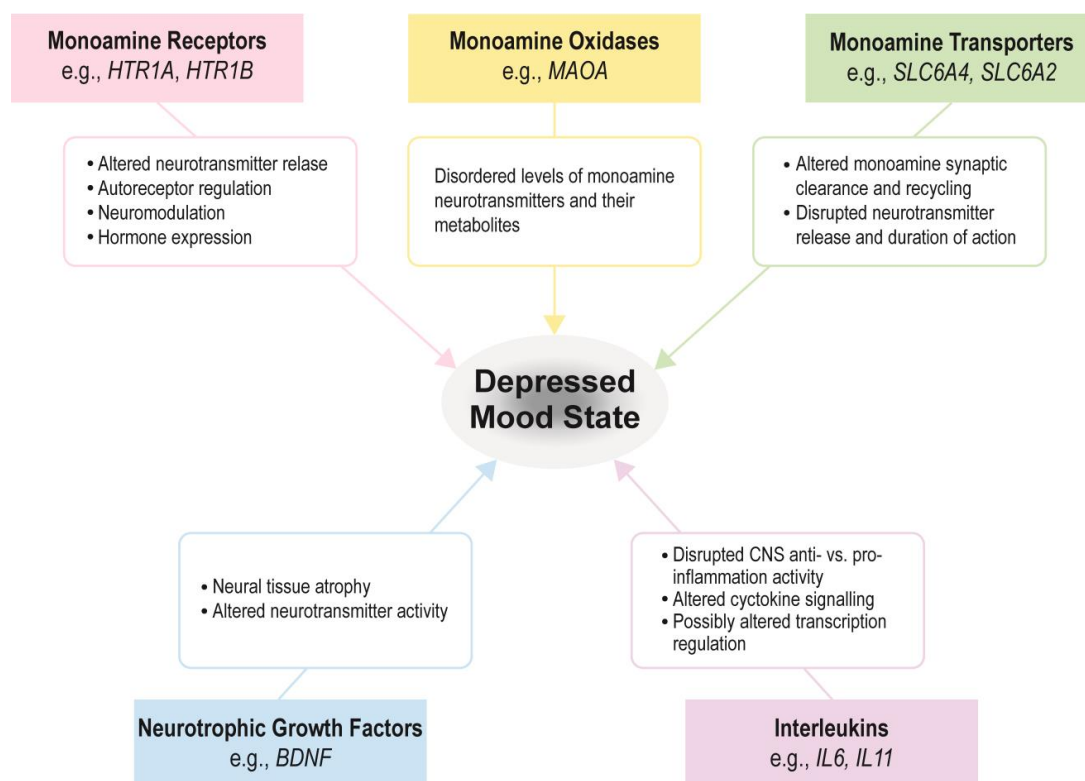 Monoamine Receptors
e.g., HTR1A, HTR1B
Monoamine Oxidases
e.g., MAOA
Monoamine Transporters
e.g., SLC6A4, SLC6A2
• Altered neurotransmitter relase
• Autoreceptor regulation
• Neuromodulation
• Hormone expression
Disordered levels of monoamine
neurotransmitters and their
metabolites
• Altered monoamine synaptic
clearance and recycling
• Disrupted neurotransmitter
release and duration of action
Depressed
Mood State
• Neural tissue atrophy
• Altered neurotransmitter activity
• Disrupted CNS anti- vs. pro-
inflammation activity
• Altered cyctokine signalling
• Possibly altered transcription
regulation
Neurotrophic Growth Factors
e.g., BDNF
Interleukins
e.g., IL6, IL11